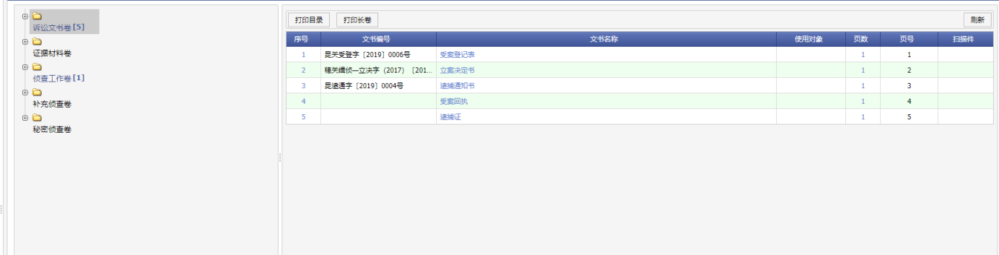 诉讼文书卷[5]
证据材料卷
侦查工作卷[1]
补充侦查卷
秘密侦查卷
打印目录 打印长卷 刷新
序号 文书编号 文书名称 使用对象 页数 页号 扫描件
1 昆关受登字〔2019〕0006号 受案登记表 1 1
2 穗关缉侦—立决字（2017）〔201... 立案决定书 1 2
3 昆逮通字〔2019〕0004号 逮捕通知书 1 3
4 受案回执 1 4
5 逮捕证 1 5